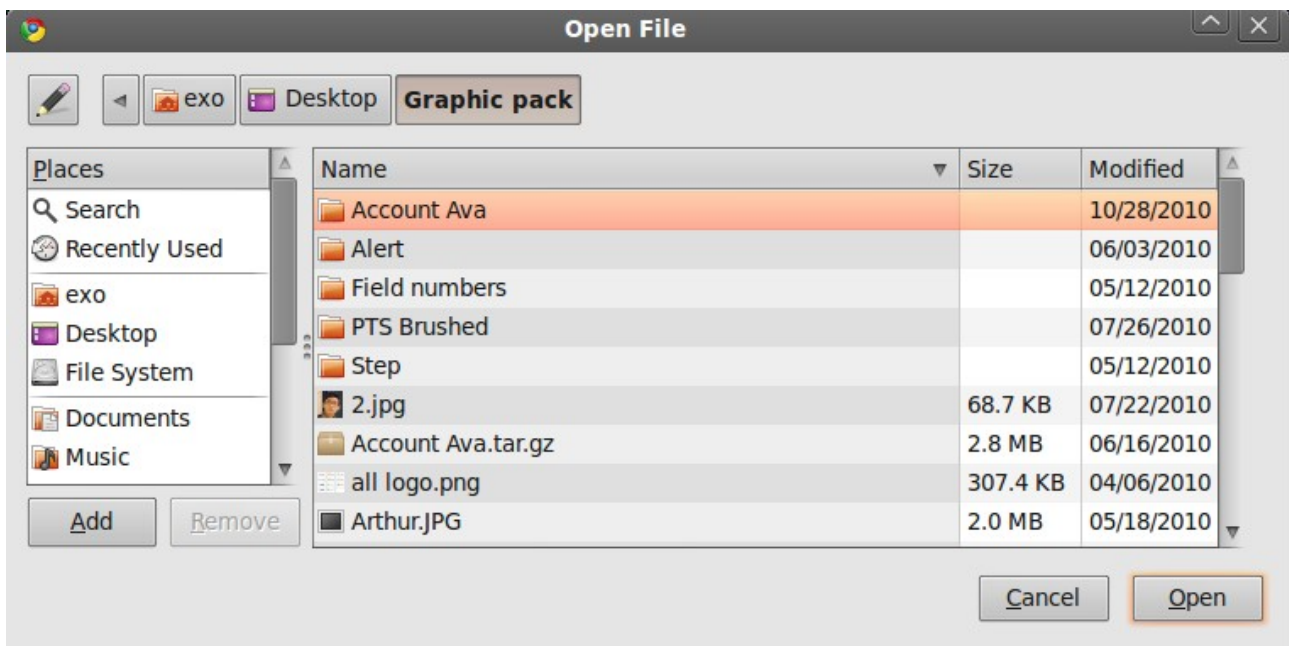 Open File
exo Desktop Graphic pack
Places
Search
Recently Used
exo
Desktop
File System
Documents
Music
Add Remove
Name Size Modified
Account Ava 10/28/2010
Alert 06/03/2010
Field numbers 05/12/2010
PTS Brushed 07/26/2010
Step 05/12/2010
2.jpg 68.7 KB 07/22/2010
Account Ava.tar.gz 2.8 MB 06/16/2010
all logo.png 307.4 KB 04/06/2010
Arthur.JPG 2.0 MB 05/18/2010
Cancel Open